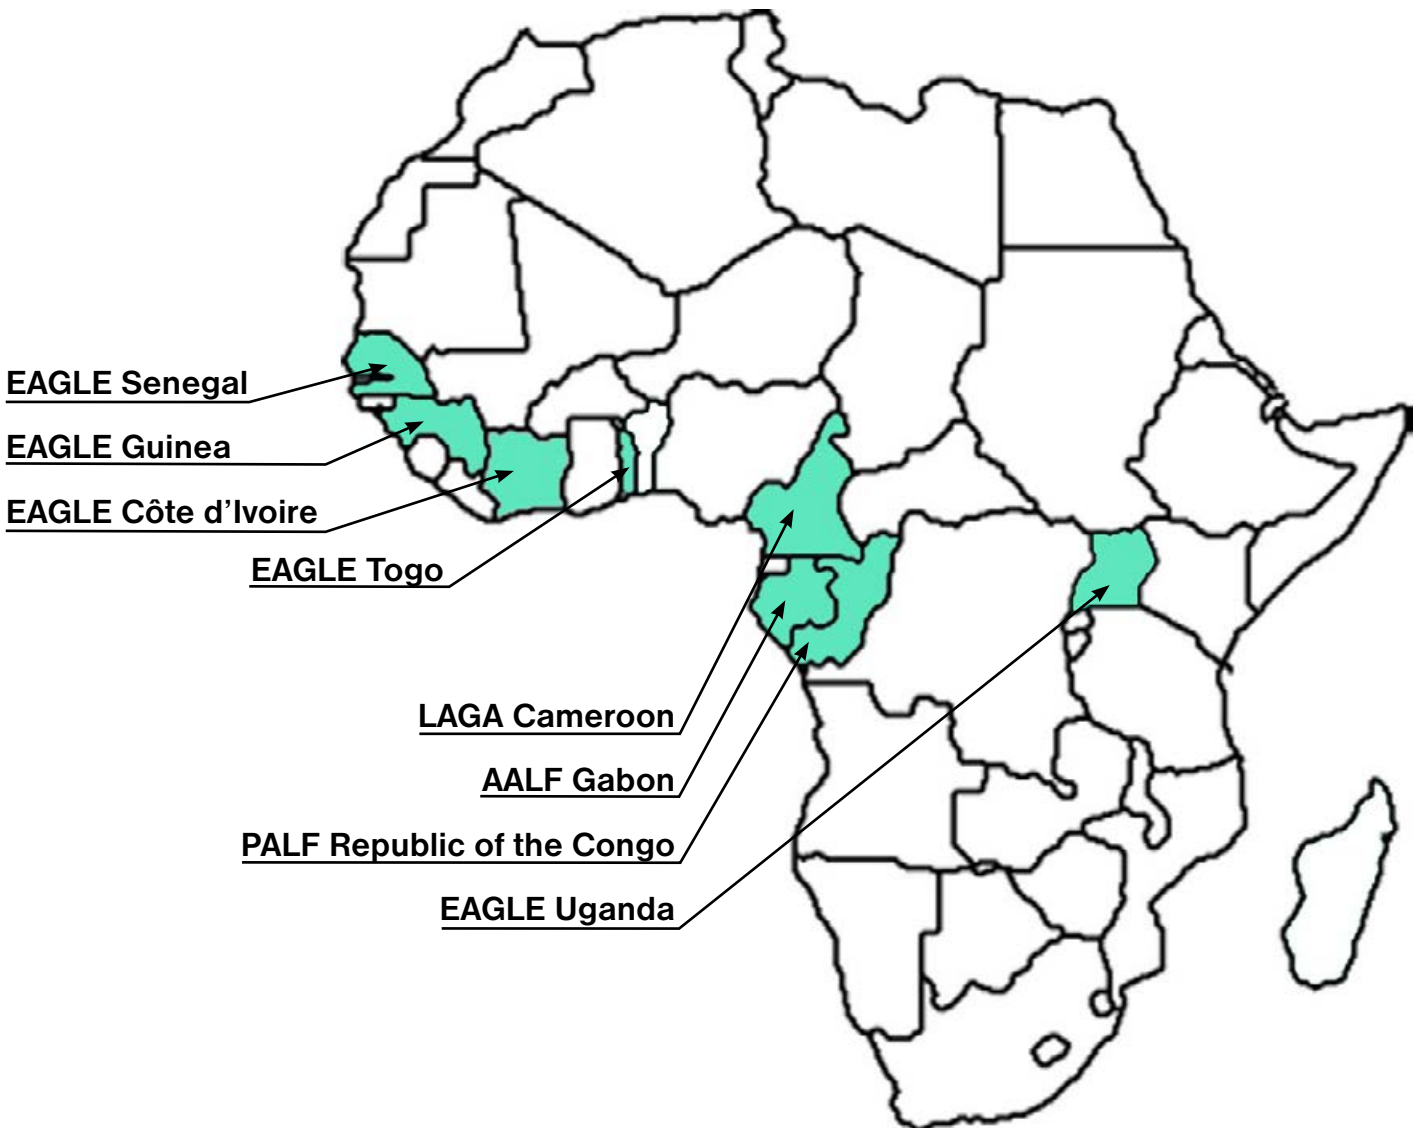 EAGLE Senegal
EAGLE Guinea
EAGLE Côte d’Ivoire
EAGLE Togo
LAGA Cameroon
AALF Gabon
PALF Republic of the Congo
EAGLE Uganda